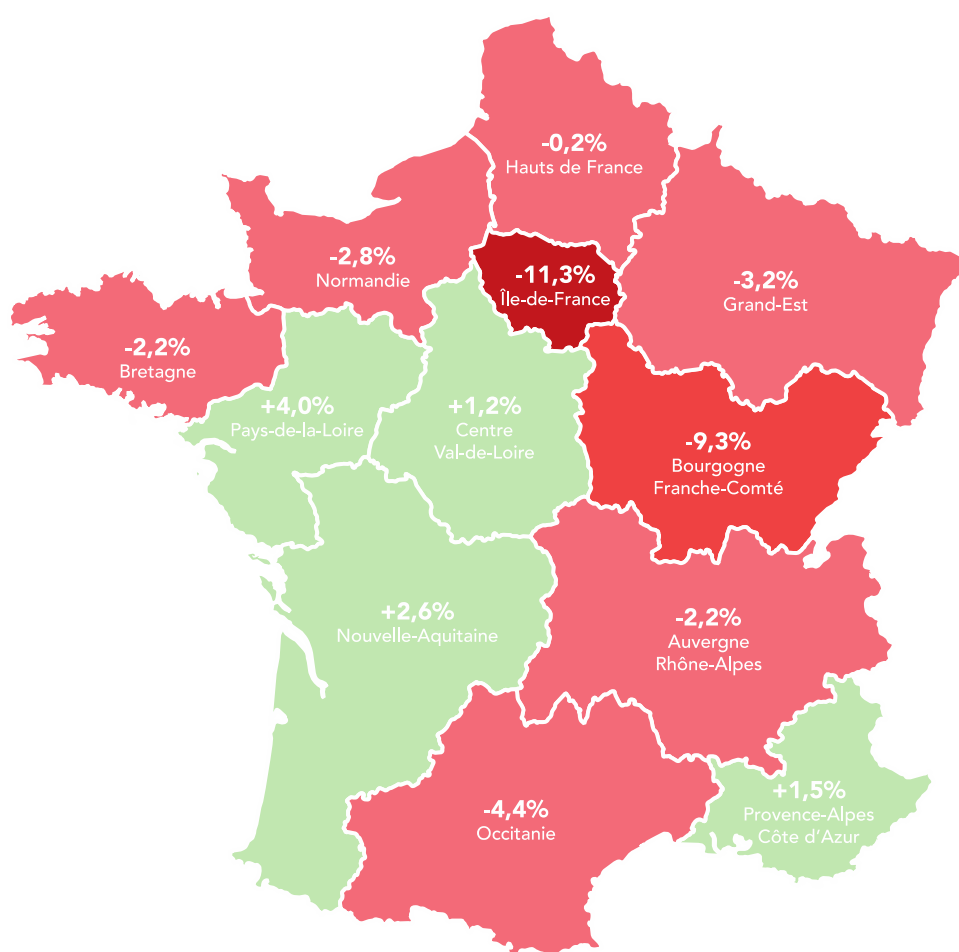 -0,2%
Hauts de France
-2,8%
Normandie
-11,3%
Île-de-France
-3,2%
Grand-Est
-2,2%
Bretagne
+4,0%
Pays-de-la-Loire
+1,2%
Centre
Val-de-Loire
-9,3%
Bourgogne
Franche-Comté
+2,6%
Nouvelle-Aquitaine
-2,2%
Auvergne
Rhône-Alpes
-4,4%
Occitanie
+1,5%
Provence-Alpes
Côte d'Azur